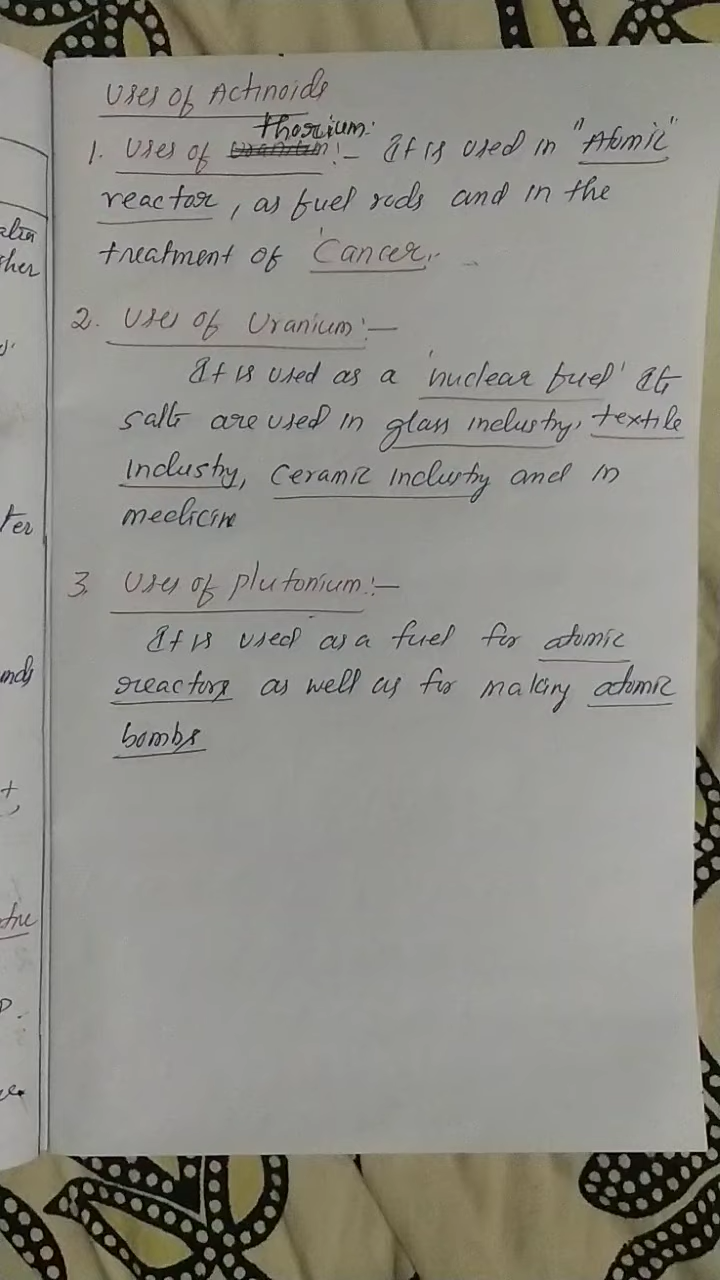 Uses of Actinoids
Thorium:
1. Uses of Uranium:- It is used in "Atomic"
reactor, as fuel rods and in the
treatment of 'Cancer.
2. Uses of Uranium:-
It is used as a 'nuclear fuel' Its
salts are used in glass industry, textile
industry, ceramic industry and in
medicine
3. Uses of plutonium:-
It is used as a fuel for atomic
reactors as well as for making atomic
bombs